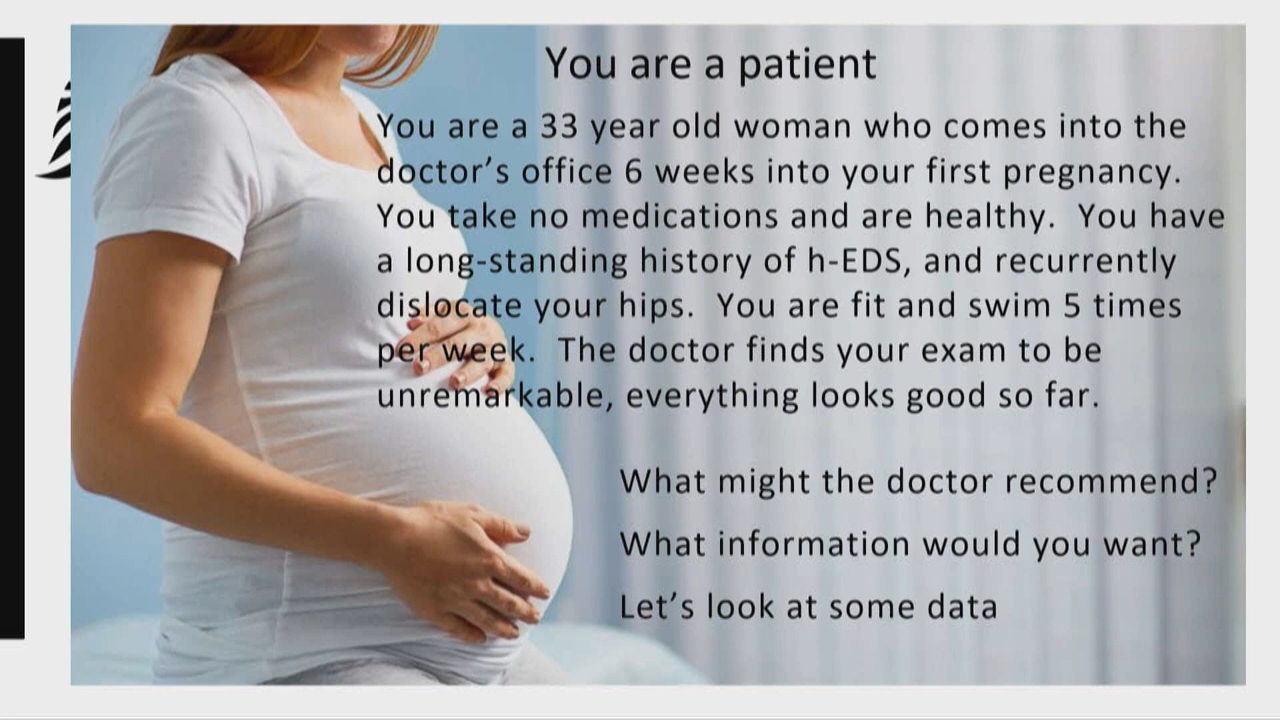 You are a patient
You are a 33 year old woman who comes into the
doctor’s office 6 weeks into your first pregnancy.
You take no medications and are healthy.  You have
a long-standing history of h-EDS, and recurrently
dislocate your hips.  You are fit and swim 5 times
per week.  The doctor finds your exam to be
unremarkable, everything looks good so far.
What might the doctor recommend?
What information would you want?
Let’s look at some data